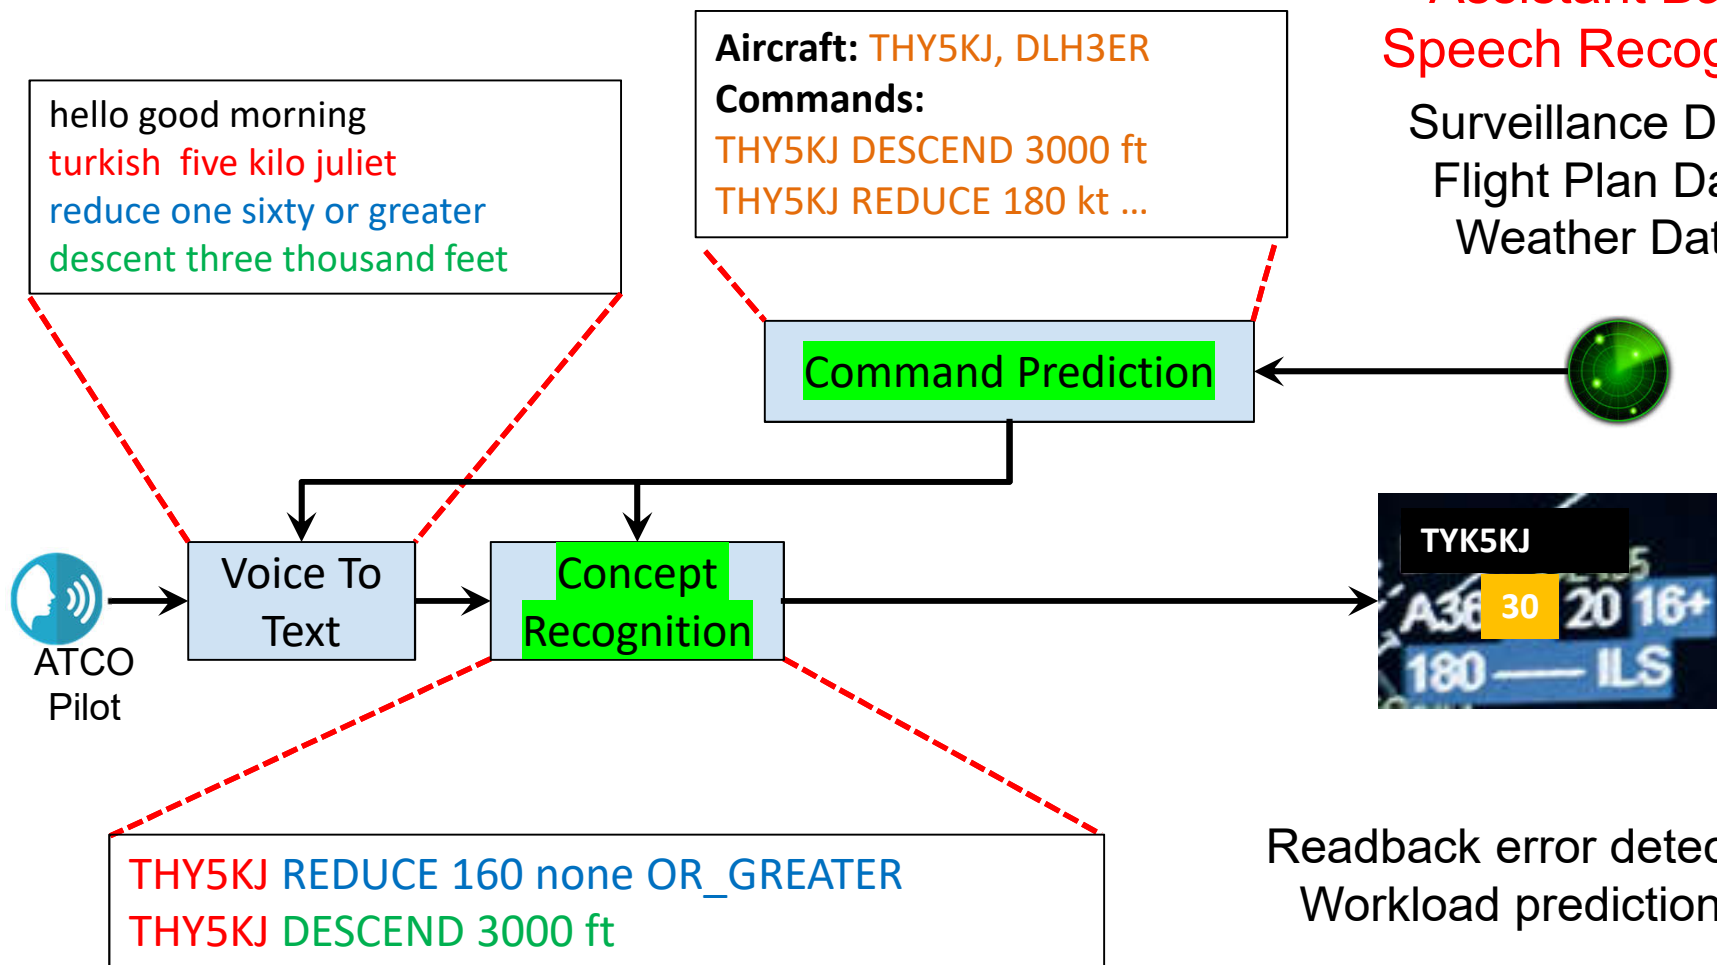 Speech Recog
Surveillance D
Flight Plan Da
Weather Dat
Aircraft: THY5KJ, DLH3ER
Commands:
THY5KJ DESCEND 3000 ft
THY5KJ REDUCE 180 kt ...
hello good morning
turkish five kilo juliet
reduce one sixty or greater
descent three thousand feet
Command Prediction
Voice To
Text
Concept
Recognition
ATCO
Pilot
TYK5KJ
A36 30 20 16+
180 — ILS
THY5KJ REDUCE 160 none OR_GREATER
THY5KJ DESCEND 3000 ft
Readback error detec
Workload prediction